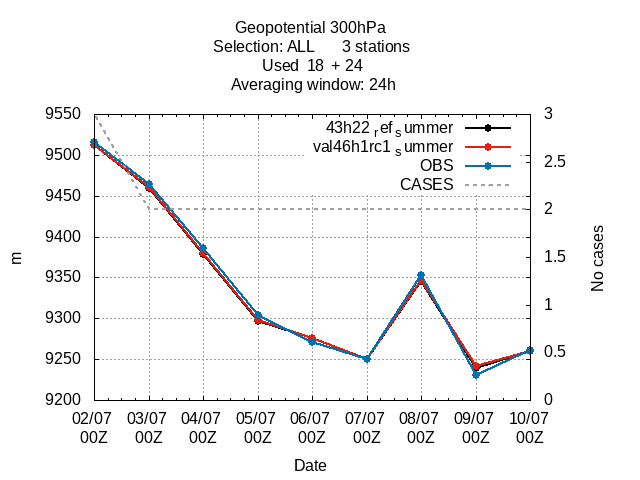 Geopotential 300hPa
Selection: ALL 3 stations
Used 18 + 24
Averaging window: 24h
43h22refsummer
val46h1rc1summer
OBS
CASES
9550
9500
9450
9400
9350
9300
9250
9200
m
3
2.5
2
1.5
1
0.5
0
No cases
02/07 03/07 04/07 05/07 06/07 07/07 08/07 09/07 10/07
00Z 00Z 00Z 00Z 00Z 00Z 00Z 00Z 00Z
Date